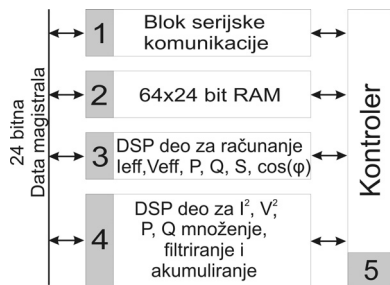 24 bitna
Data magistrala
1
Blok serijske
komunikacije
2
64x24 bit RAM
3
DSP deo za računanje
Ieff,Veff, P, Q, S, cos(φ)
4
DSP deo za I², V²,
P, Q množenje,
filtriranje i
akumuliranje
Kontroler
5